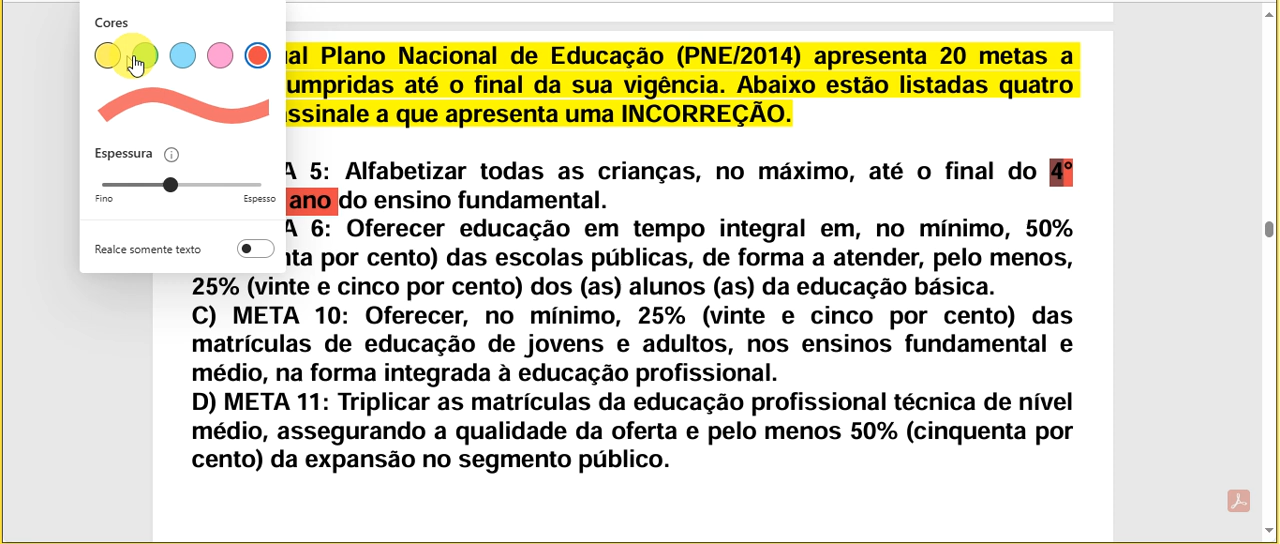 Cores
Espessura
Fino Espesso
Realce somente texto
al Plano Nacional de Educação (PNE/2014) apresenta 20 metas a
umpridas até o final da sua vigência. Abaixo estão listadas quatro
ssinale a que apresenta uma INCORREÇÃO.
A 5: Alfabetizar todas as crianças, no máximo, até o final do 4°
ano do ensino fundamental.
A 6: Oferecer educação em tempo integral em, no mínimo, 50%
ta por cento) das escolas públicas, de forma a atender, pelo menos,
25% (vinte e cinco por cento) dos (as) alunos (as) da educação básica.
C) META 10: Oferecer, no mínimo, 25% (vinte e cinco por cento) das
matrículas de educação de jovens e adultos, nos ensinos fundamental e
médio, na forma integrada à educação profissional.
D) META 11: Triplicar as matrículas da educação profissional técnica de nível
médio, assegurando a qualidade da oferta e pelo menos 50% (cinquenta por
cento) da expansão no segmento público.